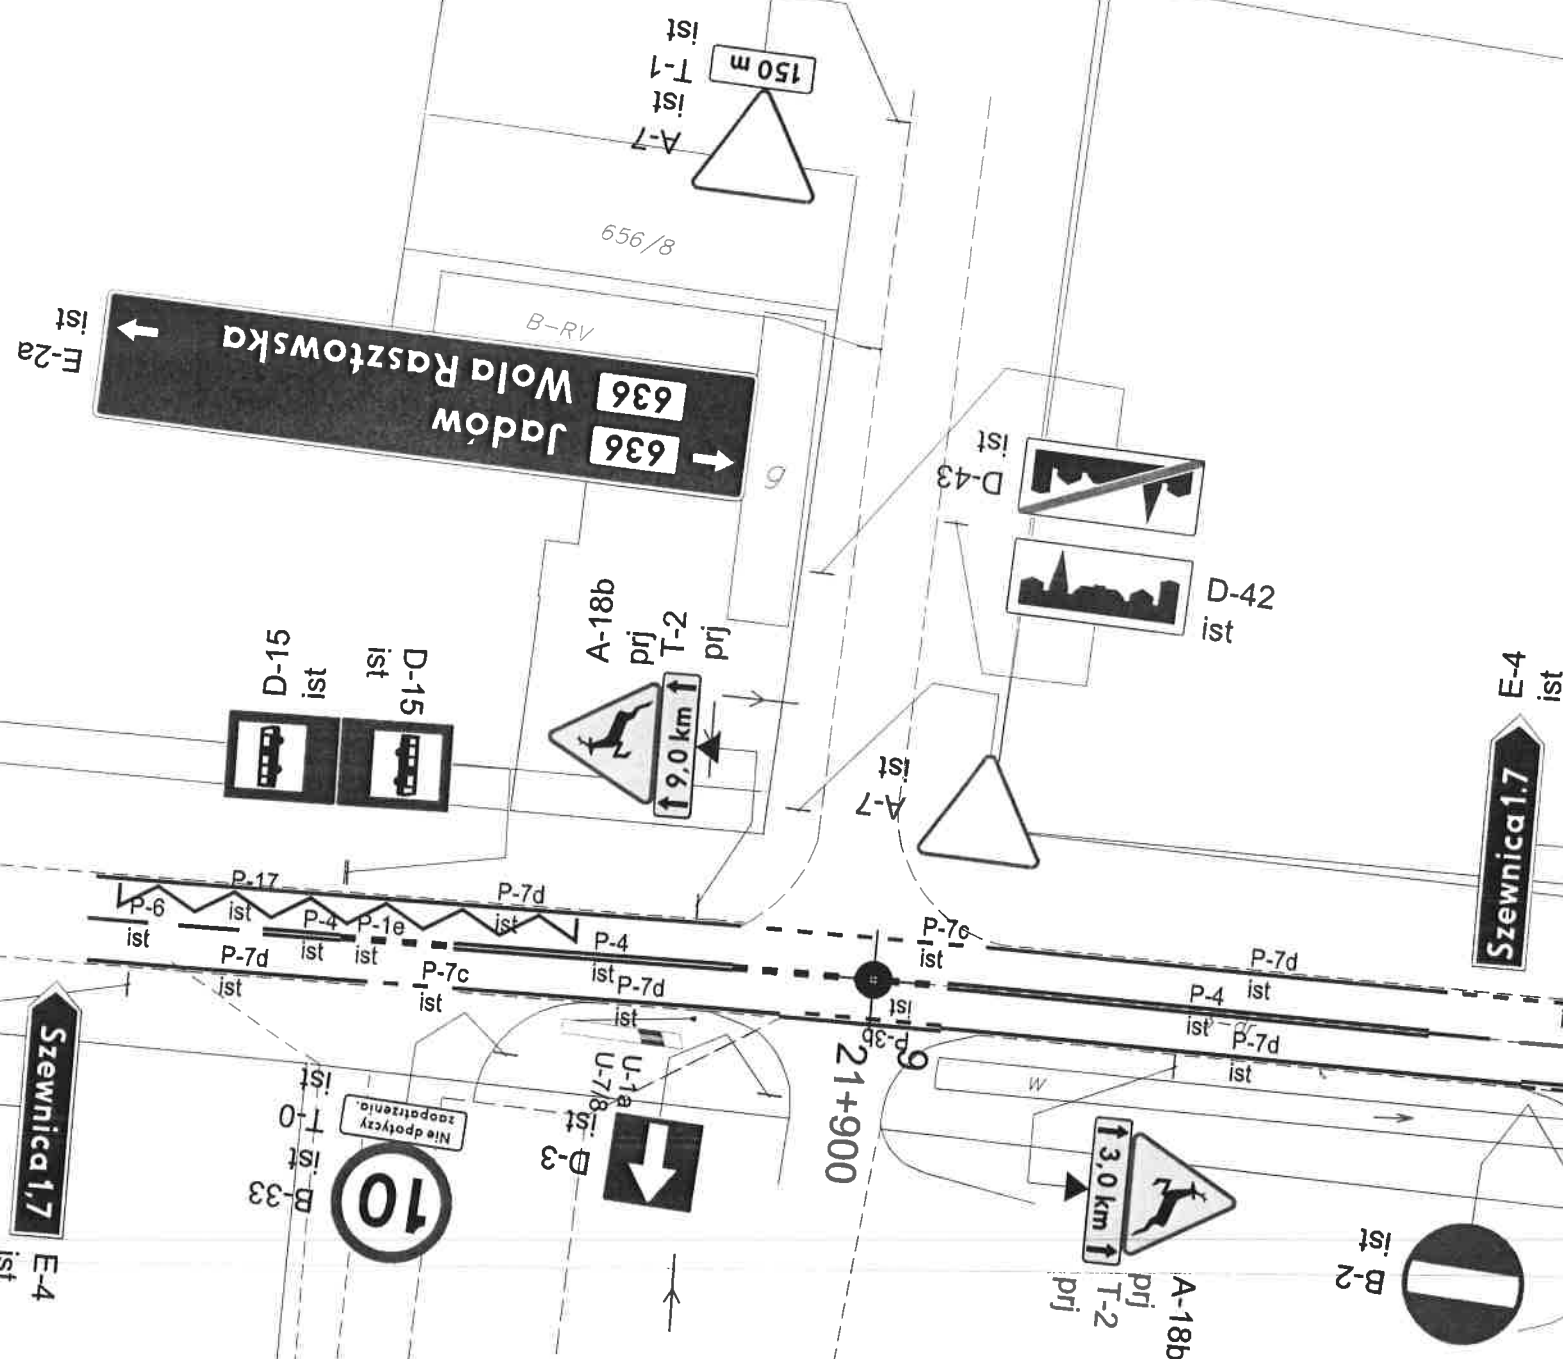 ist
T-1
150 m
ist
A-7
656/8
B-RV
ist
E-2a
Wola Rasztowska 636
Jadów 636
g
ist
D-43
D-42
ist
E-4
ist
Szewnica 1,7
D-15
ist
D-15
ist
A-18b
prj
T-2
prj
9,0 km
ist
A-7
P-17
ist
P-7d
ist
P-6
ist
P-4
ist
P-1e
ist
P-4
ist
P-7c
ist
P-7d
ist
P-7d
ist
P-7c
ist
P-7d
ist
P-4
ist
P-7d
ist
P-7d
ist
ist
P-3b
9
21+900
w
Szewnica 1,7
E-4
ist
ist
T-0
Nie dotyczy
zaopatrzenia.
ist
B-33
10
U-1a
U-7/8
ist
D-3
3,0 km
A-18b
prj
T-2
prj
ist
B-2